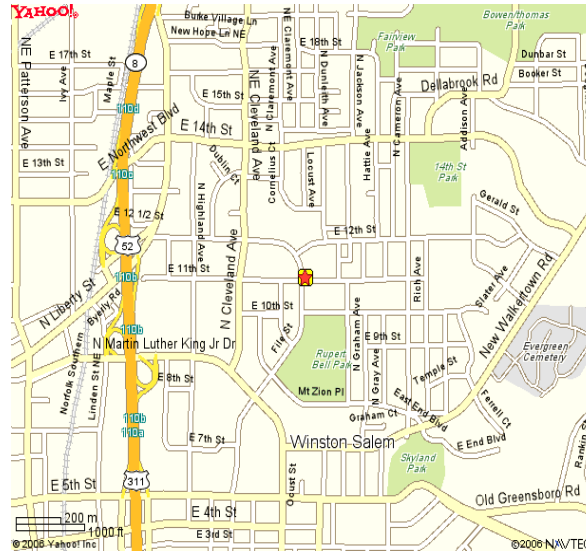 YAHOO!
Buke Village Ln
New Hope Ln NE
NE Claremont Ave
N Claremont Ave
E 18th St
Fairview
Park
Bowen/thomas
Park
NE Patterson Ave
E 17th St
Ivy Ave
Maple St
8
Dunbar St
Booker St
N Dunleith Ave
N Jackson Ave
Dellabrook Rd
110d
E 15th St
NE Cleveland Ave
N Cameron Ave
Addison Ave
E Northwest Blvd
E 14th St
Cornelius Ct
Locust Ave
Hattie Ave
E 13th St
110c
Dublin Ct
14th St
Park
N Highland Ave
Gerald St
E 12 1/2 St
E 12th St
52
N Cleveland Ave
E 11th St
110b
Rich Ave
Slater Ave
New Walkertown Rd
N Liberty St
Byerly Rd
E 10th St
File St
N Graham Ave
110b
N Martin Luther King Jr Dr
E 9th St
Rupert
Bell Park
Evergreen
Cemetery
Norfolk Southern
Linden St NE
E 8th St
N Gray Ave
Temple St
Mt Zion Pl
East End Blvd
Ferrell Ct
Graham Ct
110b
110a
E 7th St
Winston Salem
E End Blvd
Rankin St
Skyland
Park
311
Ocust St
E 5th St
Old Greensboro Rd
E 4th St
200 m
1000 ft
E 3rd St
©2006 Yahoo! Inc
©2006 NAVTEQ